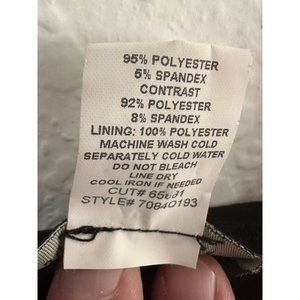 95% POLYESTER
5% SPANDEX
CONTRAST
92% POLYESTER
8% SPANDEX
LINING: 100% POLYESTER
MACHINE WASH COLD
SEPARATELY COLD WATER
DO NOT BLEACH
LINE DRY
COOL IRON IF NEEDED
CUT#
STYLE# 70840193